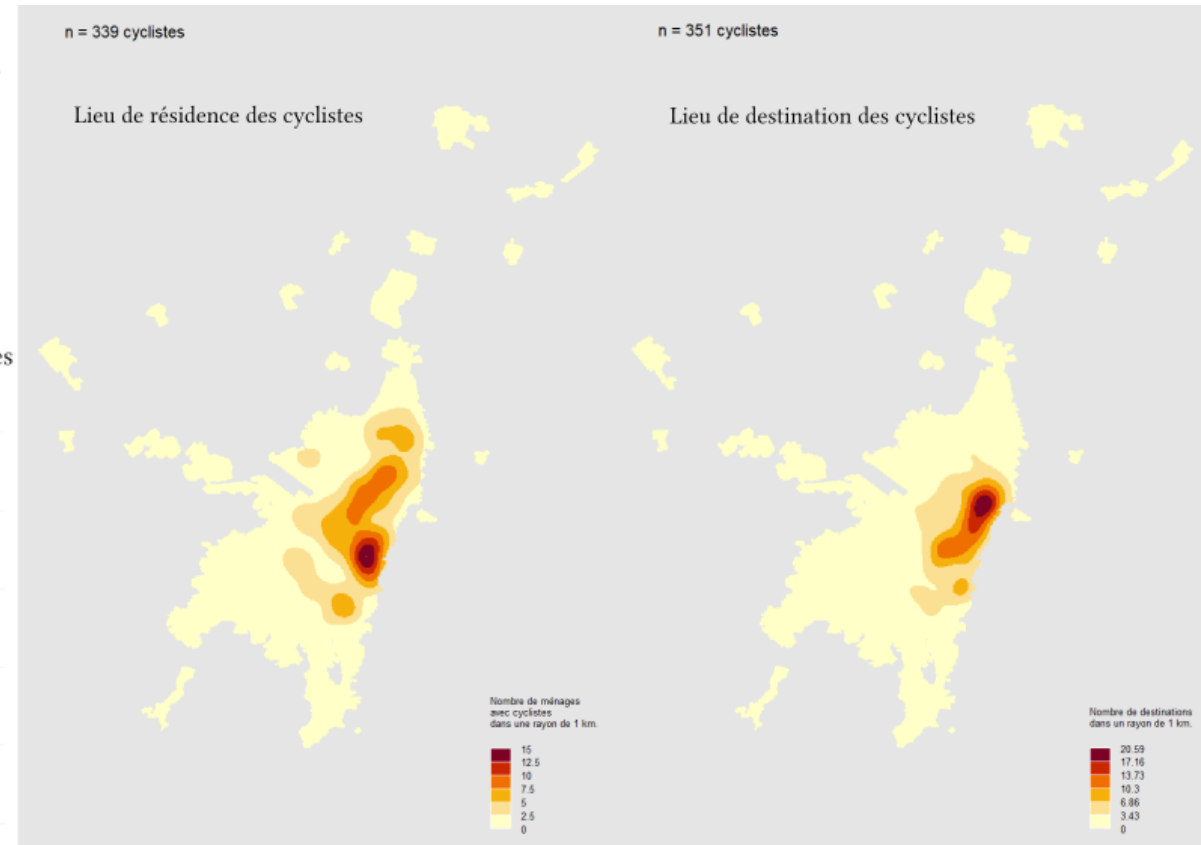 n = 339 cyclistes
Lieu de résidence des cyclistes
Nombre de ménages
avec cyclistes
dans une rayon de 1 km.
15
12.5
10
7.5
5
2.5
0
n = 351 cyclistes
Lieu de destination des cyclistes
Nombre de destinations
dans un rayon de 1 km.
20.59
17.16
13.73
10.3
6.86
3.43
0